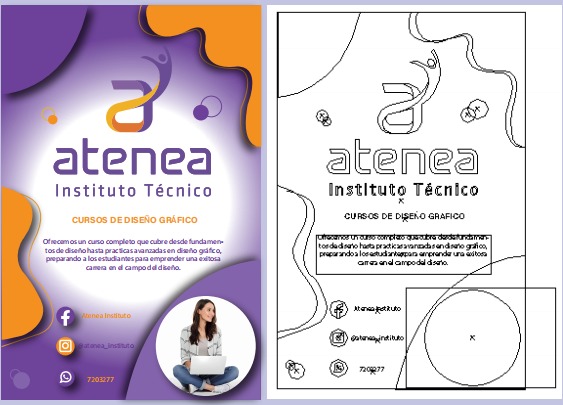 atenea
Instituto Técnico
CURSOS DE DISEÑO GRÁFICO
Ofrecemos un curso completo que cubre desde fundamen-
tos de diseño hasta practicas avanzadas en diseño gráfico,
preparando a los estudiantes para emprender una exitosa
carrera en el campo del diseño.
Atenea Instituto
@atenea_instituto
7203277
atenea
Instituto Técnico
CURSOS DE DISEÑO GRAFICO
Ofrecemos un curso completo que cubre desde fundamen-
tos de diseño hasta practicas avanzadas en diseño gráfico,
preparando a los estudiantes para emprender una exitosa
carrera en el campo del diseño.
Atenea Instituto
@atenea_instituto
7203277